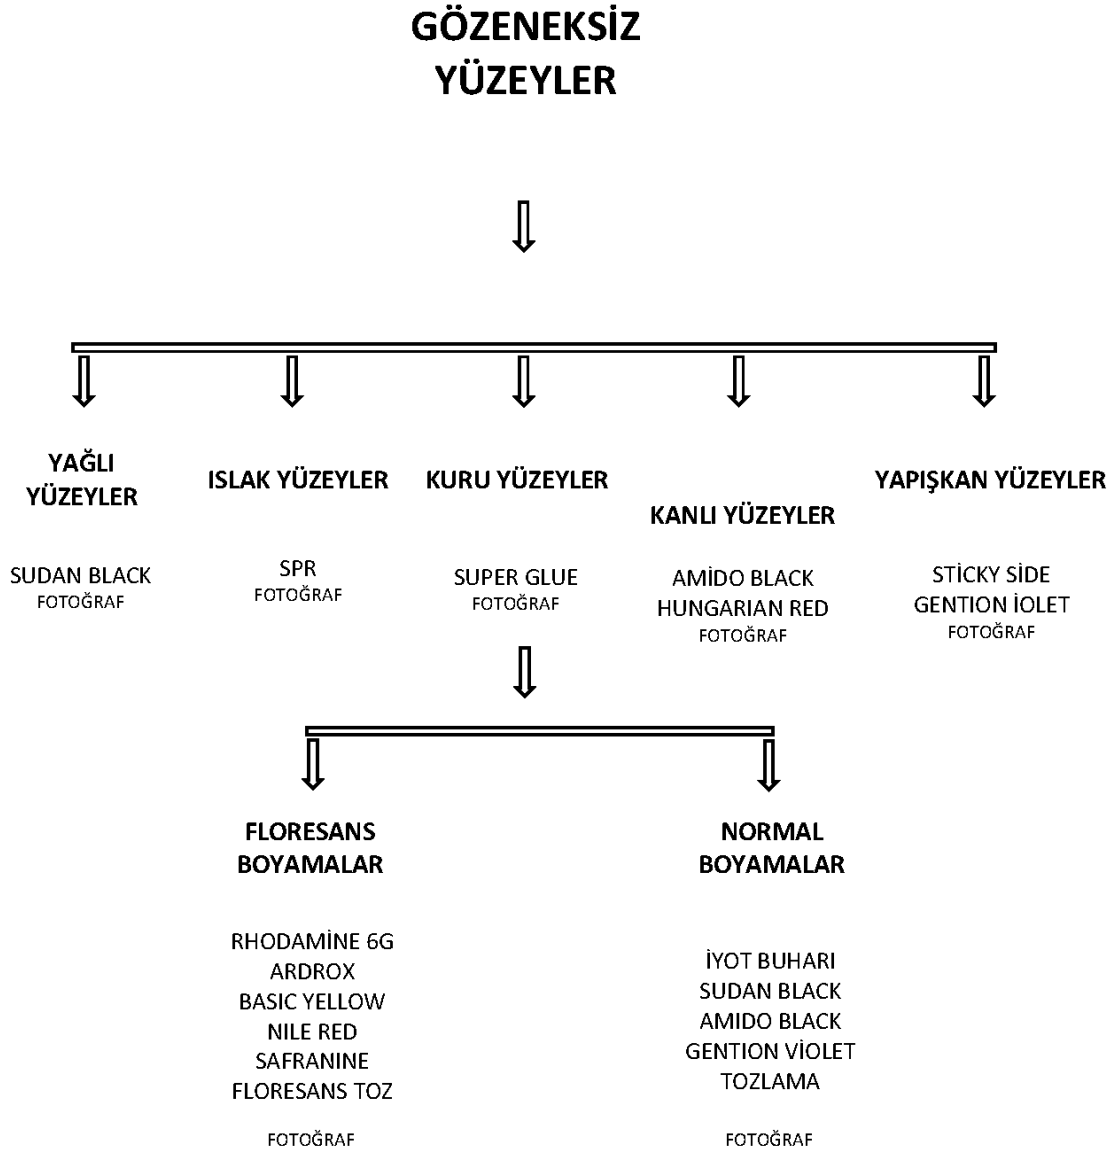 GÖZENEKSİZ
YÜZEYLER
YAĞLI
YÜZEYLER
SUDAN BLACK
FOTOĞRAF
ISLAK YÜZEYLER
SPR
FOTOĞRAF
KURU YÜZEYLER
SUPER GLUE
FOTOĞRAF
KANLI YÜZEYLER
AMİDO BLACK
HUNGARIAN RED
FOTOĞRAF
YAPIŞKAN YÜZEYLER
STİCKY SİDE
GENTION İOLET
FOTOĞRAF
FLORESANS
BOYAMALAR
RHODAMİNE 6G
ARDROX
BASIC YELLOW
NILE RED
SAFRANINE
FLORESANS TOZ
FOTOĞRAF
NORMAL
BOYAMALAR
İYOT BUHARI
SUDAN BLACK
AMIDO BLACK
GENTION VİOLET
TOZLAMA
FOTOĞRAF